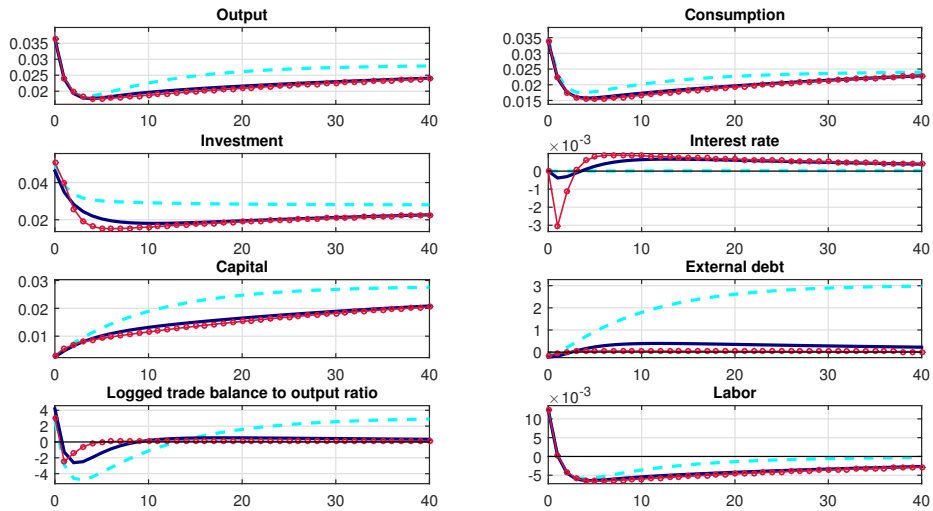 Output
0.035
0.03
0.025
0.02
0 10 20 30 40
Consumption
0.035
0.03
0.025
0.02
0.015
0 10 20 30 40
Investment
0.04
0.02
0 10 20 30 40
Interest rate
× 10⁻³
0
-1
-2
-3
0 10 20 30 40
Capital
0.03
0.02
0.01
0 10 20 30 40
External debt
3
2
1
0
0 10 20 30 40
Logged trade balance to output ratio
4
2
0
-2
-4
0 10 20 30 40
Labor
× 10⁻³
10
5
0
-5
0 10 20 30 40